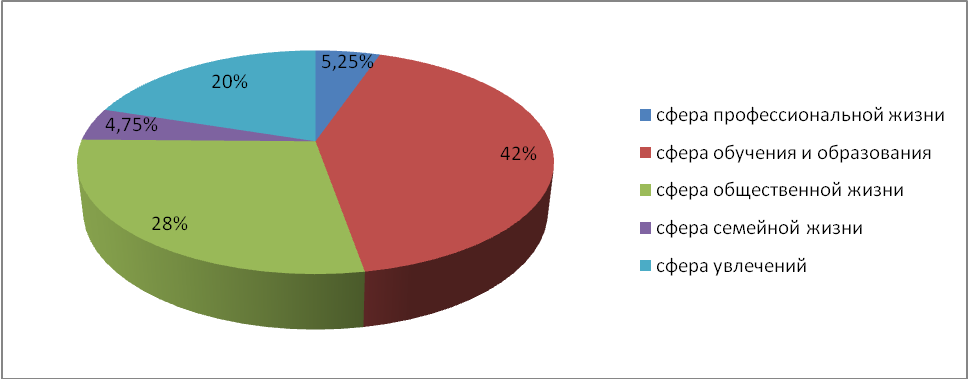 5,25%
20%
4,75%
42%
28%
сфера профессиональной жизни
сфера обучения и образования
сфера общественной жизни
сфера семейной жизни
сфера увлечений